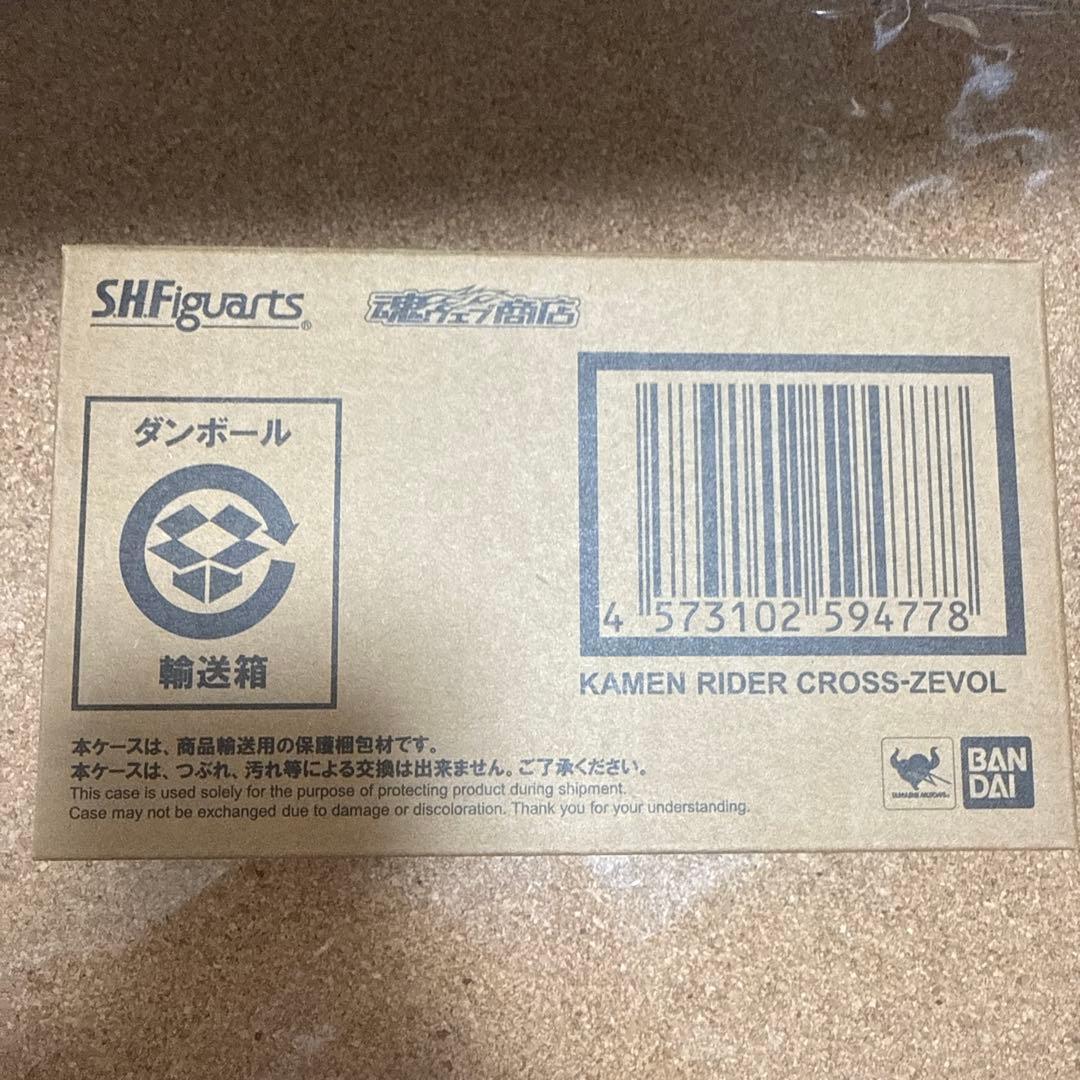 S.H.Figuarts®
魂ウェブ商店
ダンボール
輸送箱
4 573102 594778
KAMEN RIDER CROSS-ZEVOL
本ケースは、商品輸送用の保護梱包材です。
本ケースは、つぶれ、汚れ等による交換は出来ません。ご了承ください。
This case is used solely for the purpose of protecting product during shipment.
Case may not be exchanged due to damage or discoloration. Thank you for your understanding.
TAMASHII NATIONS
BAN
DAI